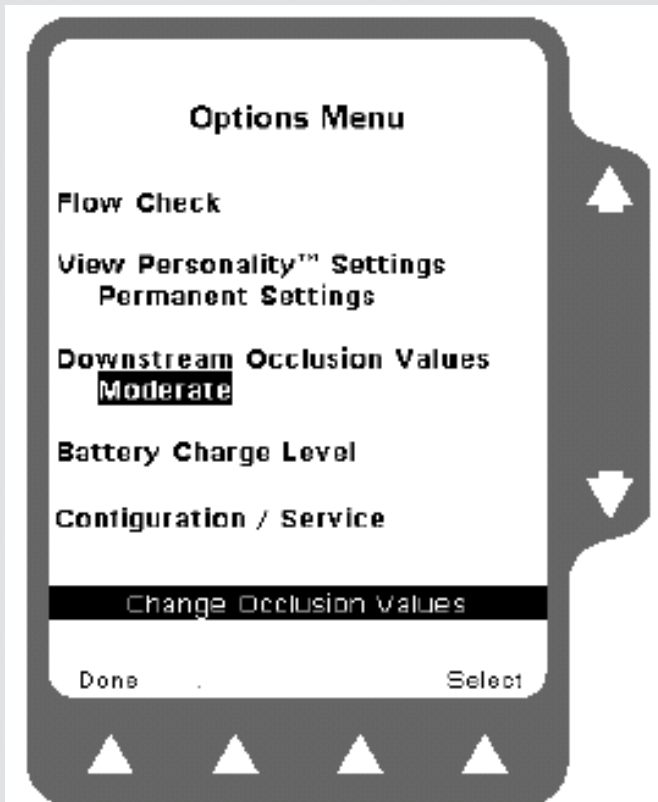 Options Menu
Flow Check
View Personality™ Settings
Permanent Settings
Downstream Occlusion Values
Moderate
Battery Charge Level
Configuration / Service
Change Occlusion Values
Done
Select